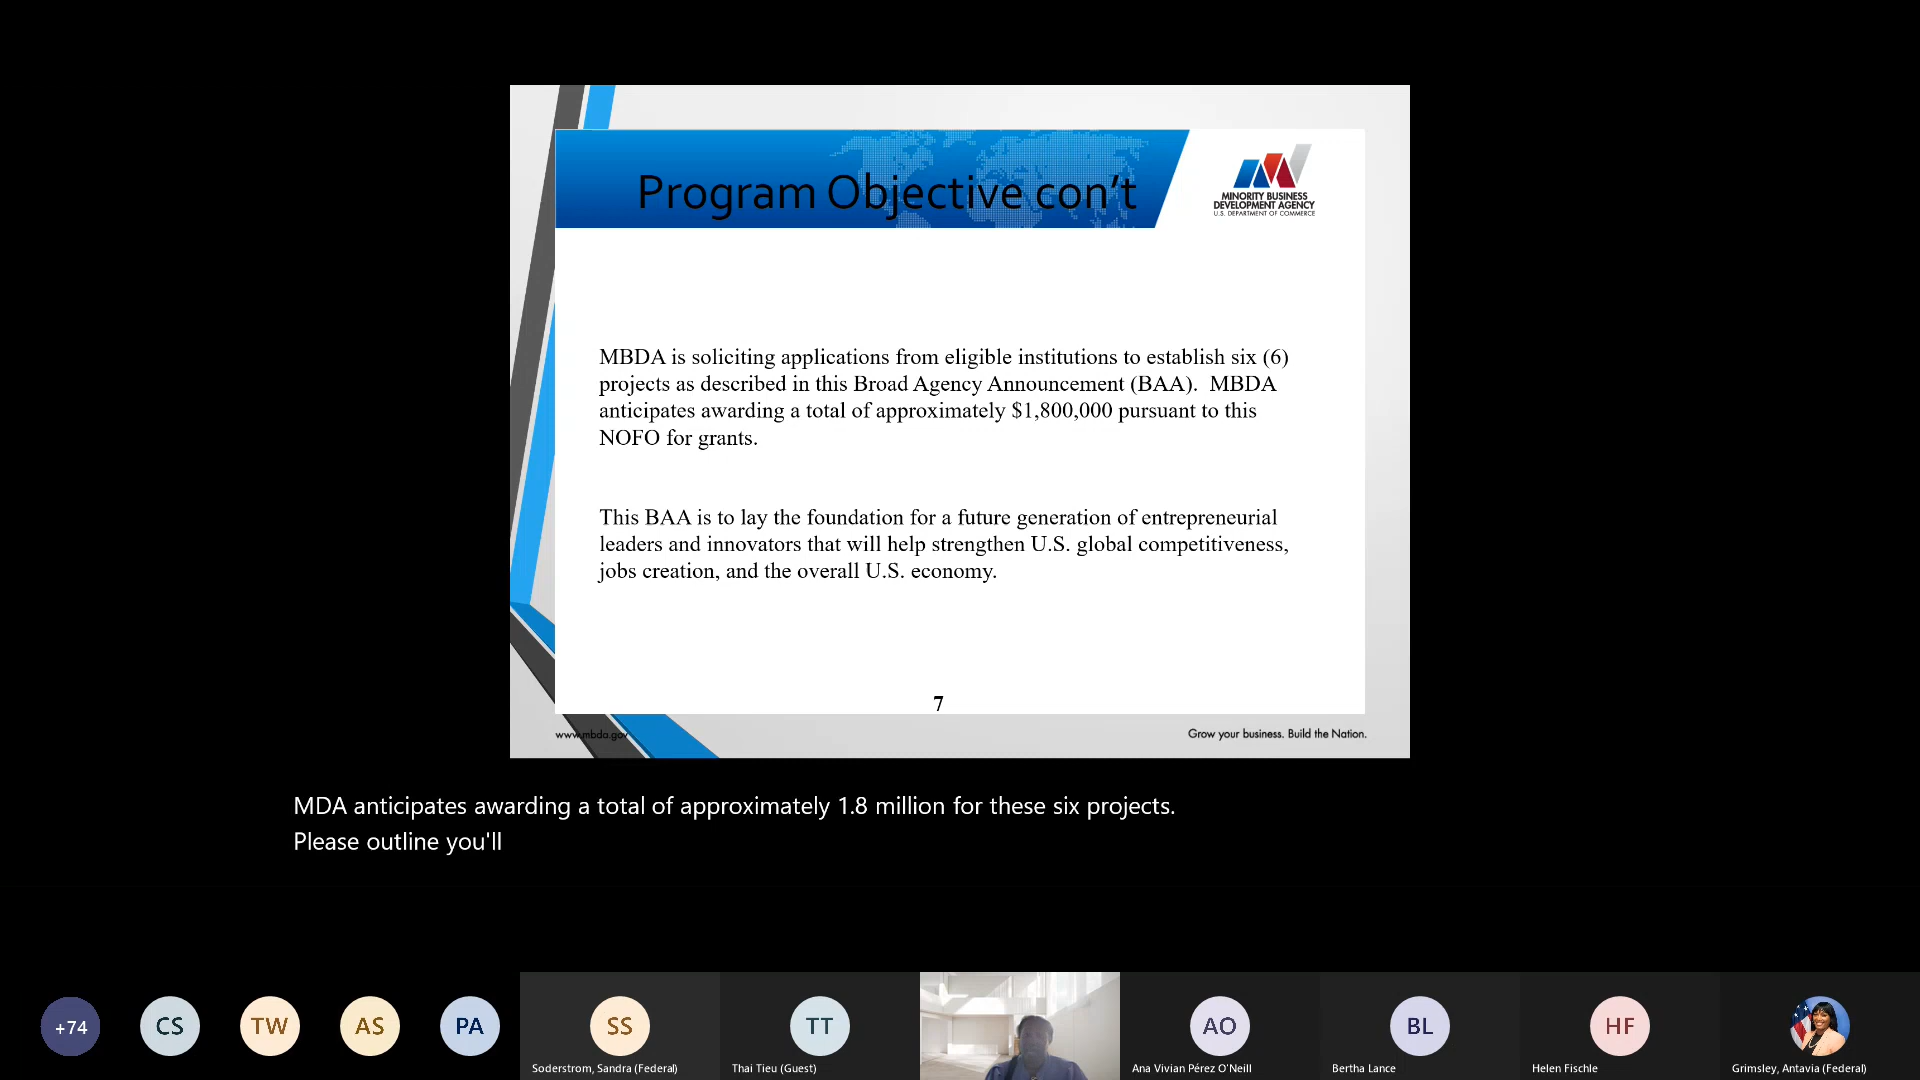 Program Objective con't
MINORITY BUSINESS
DEVELOPMENT AGENCY
U.S. DEPARTMENT OF COMMERCE
MBDA is soliciting applications from eligible institutions to establish six (6)
projects as described in this Broad Agency Announcement (BAA).  MBDA
anticipates awarding a total of approximately $1,800,000 pursuant to this
NOFO for grants.
This BAA is to lay the foundation for a future generation of entrepreneurial
leaders and innovators that will help strengthen U.S. global competitiveness,
jobs creation, and the overall U.S. economy.
7
www.mbda.gov
Grow your business. Build the Nation.
MDA anticipates awarding a total of approximately 1.8 million for these six projects.
Please outline you'll
+74
CS
TW
AS
PA
SS
TT
AO
BL
HF
Soderstrom, Sandra (Federal)
Thai Tieu (Guest)
Ana Vivian Pérez O'Neill
Bertha Lance
Helen Fischle
Grimsley, Antavia (Federal)